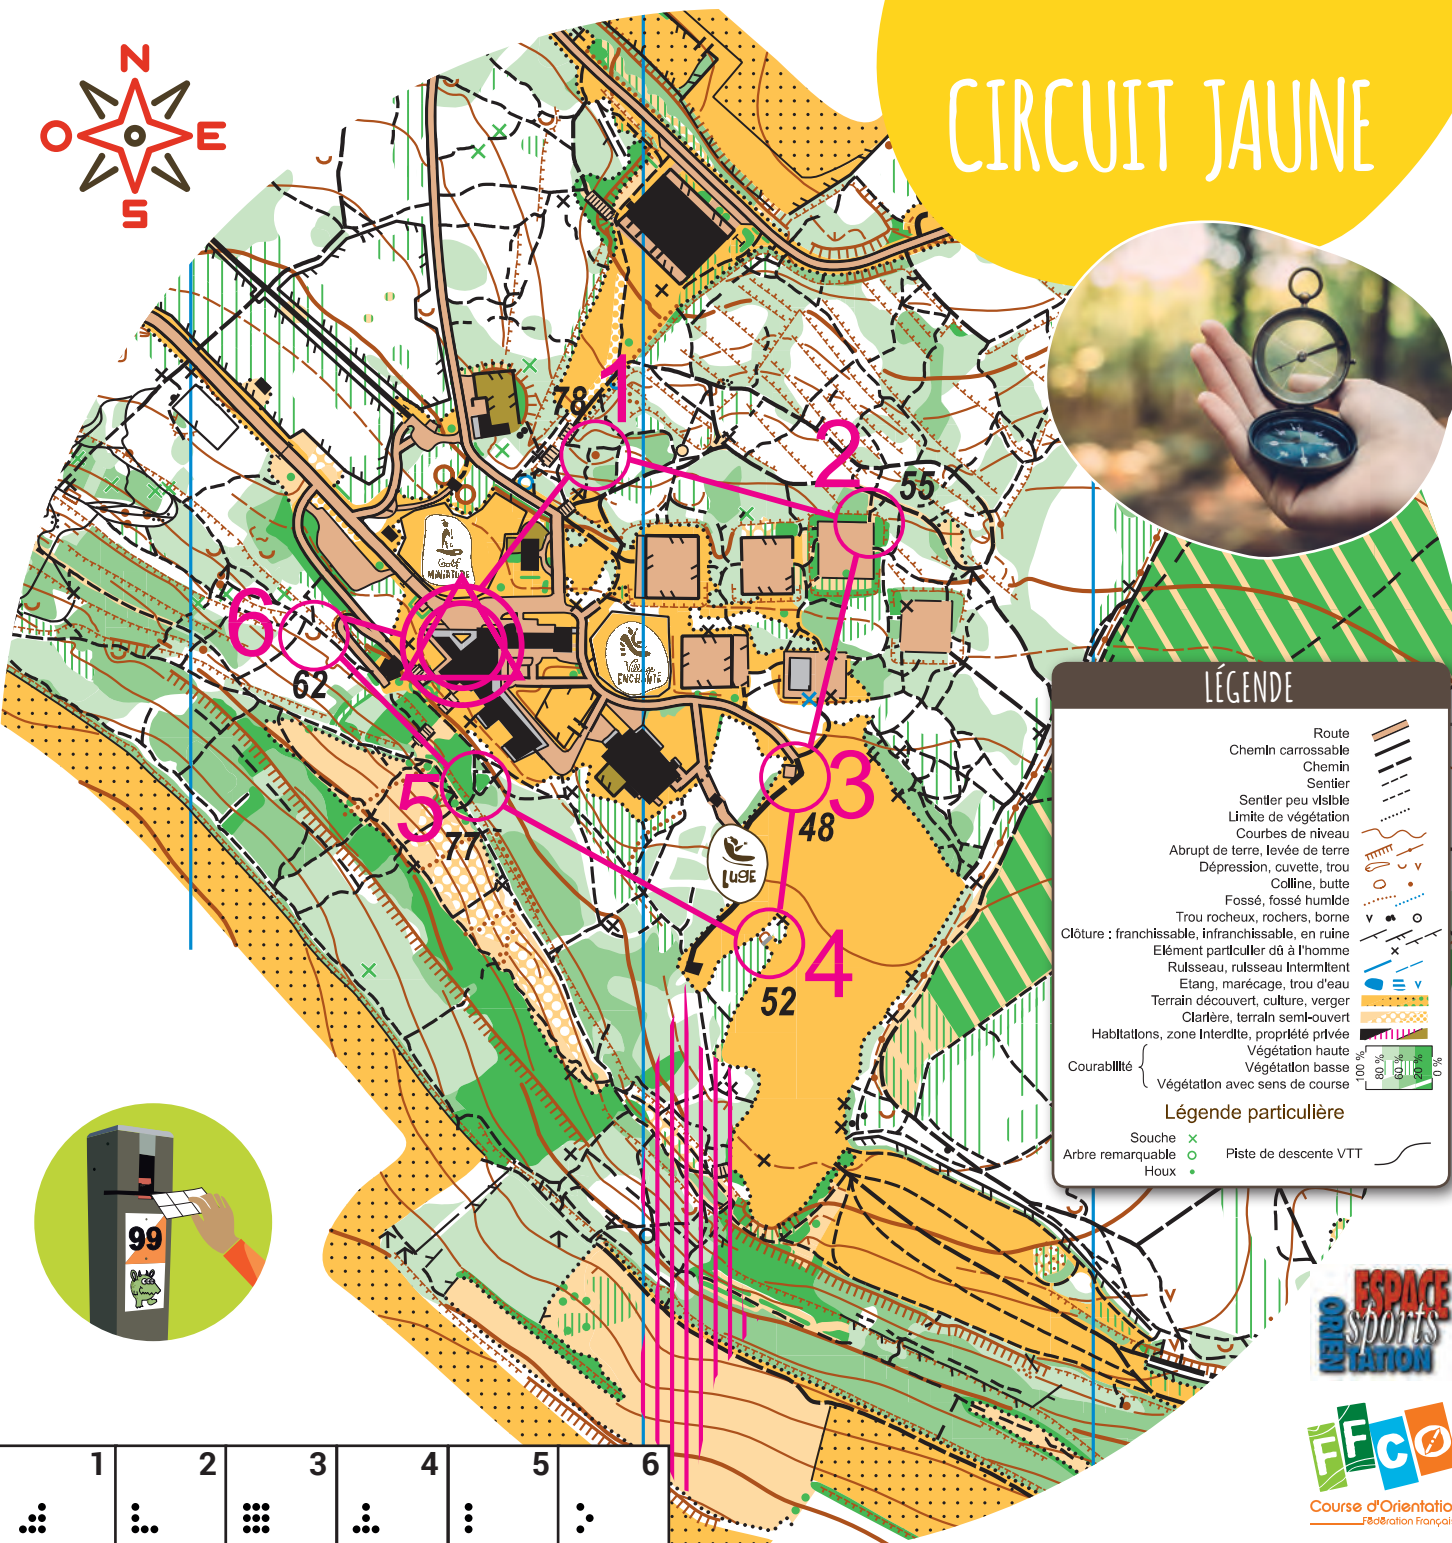 CIRCUIT JAUNE
N
O
E
S
1
78
2
55
Golf
MINIATURE
6
62
Village
ENCHANTÉ
5
77
3
48
LUGE
4
52
LÉGENDE
Route
Chemin carrossable
Chemin
Sentier
Sentier peu visible
Limite de végétation
Courbes de niveau
Abrupt de terre, levée de terre
Dépression, cuvette, trou
Colline, butte
Fossé, fossé humide
Trou rocheux, rochers, borne
Clôture : franchissable, infranchissable, en ruine
Elément particulier dû à l'homme
Ruisseau, ruisseau intermitent
Etang, marécage, trou d'eau
Terrain découvert, culture, verger
Clarière, terrain semi-ouvert
Habitations, zone interdite, propriété privée
Courabilité
Végétation haute
Végétation basse
Végétation avec sens de course
100 %
80 %
60 %
20 %
0 %
Légende particulière
Souche
Arbre remarquable
Houx
Piste de descente VTT
99
ESPACE
sports
ORIEN
TATION
FFCO
Course d'Orientatio
Fédération Françai
1 2 3 4 5 6